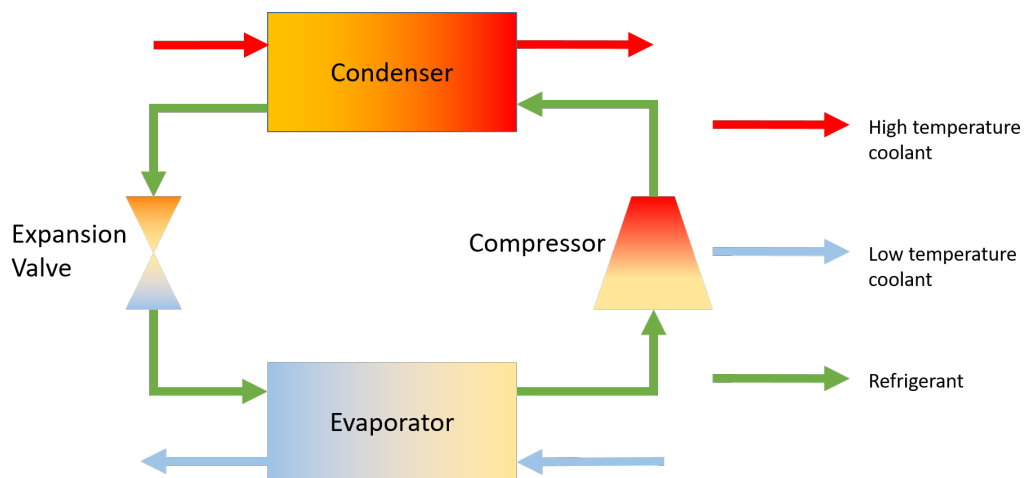 Condenser
High temperature
coolant
Expansion
Valve
Compressor
Low temperature
coolant
Evaporator
Refrigerant